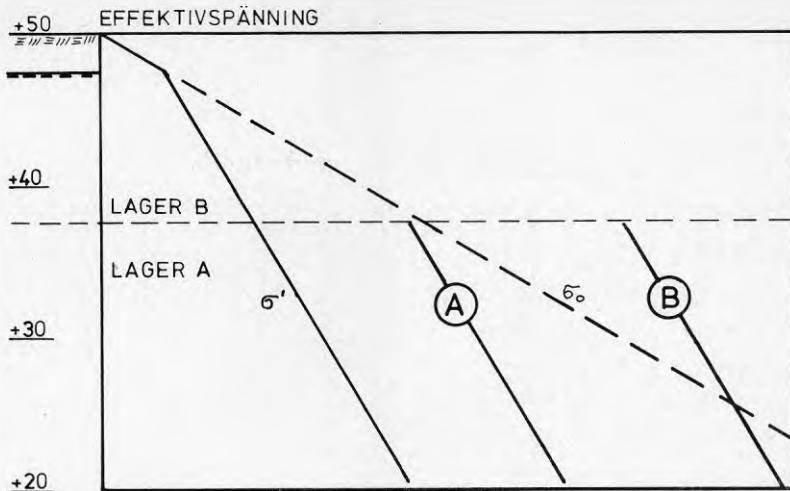 EFFEKTIVSPÄNNING
+50
+40
LAGER B
LAGER A
σ'
A
σ₀
B
+30
+20